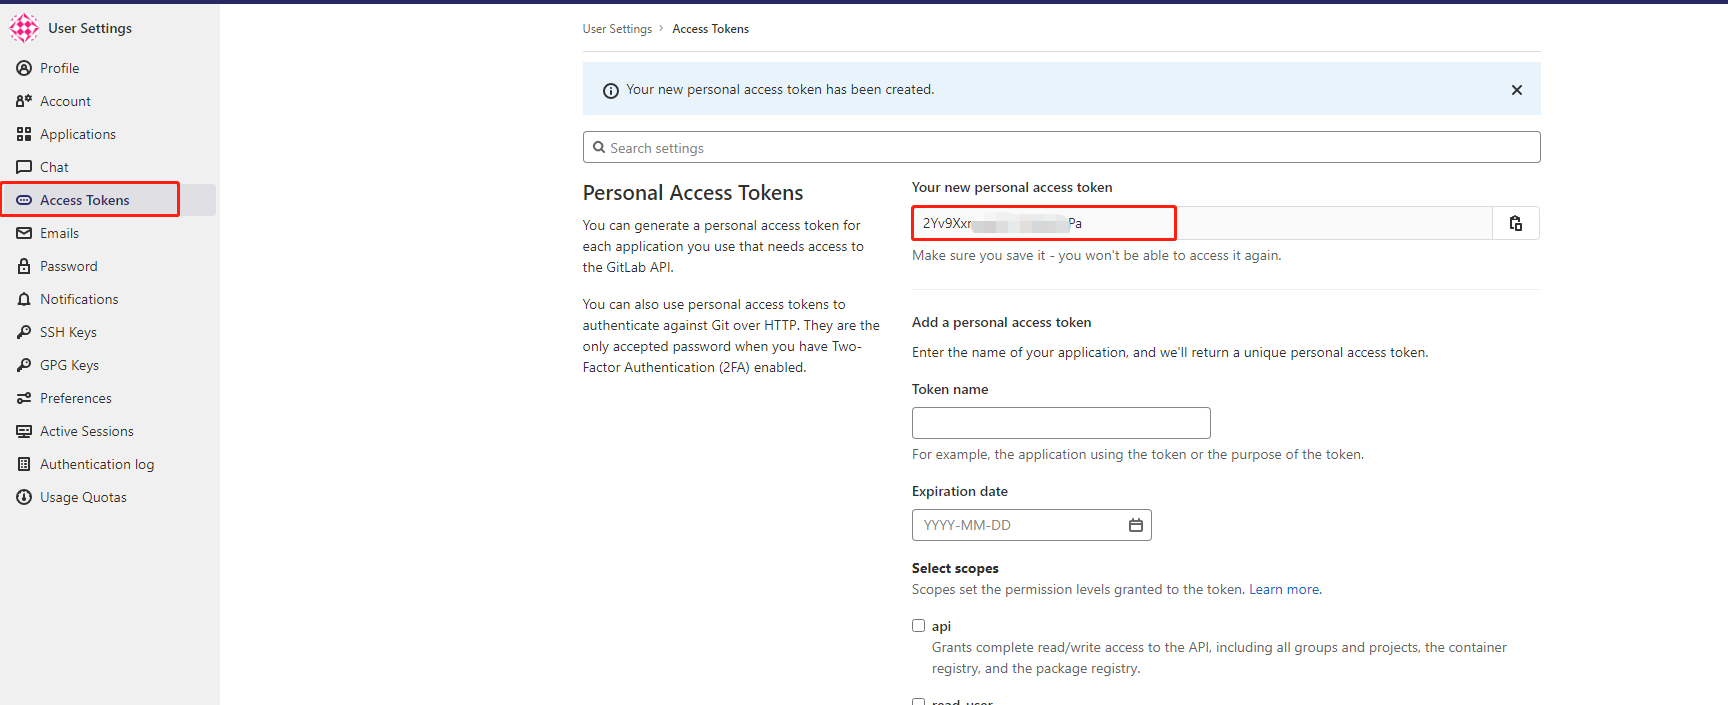 User Settings
Profile
Account
Applications
Chat
Access Tokens
Emails
Password
Notifications
SSH Keys
GPG Keys
Preferences
Active Sessions
Authentication log
Usage Quotas
User Settings › Access Tokens
Your new personal access token has been created.
Search settings
Personal Access Tokens
You can generate a personal access token for
each application you use that needs access to
the GitLab API.
You can also use personal access tokens to
authenticate against Git over HTTP. They are the
only accepted password when you have Two-
Factor Authentication (2FA) enabled.
Your new personal access token
Make sure you save it - you won't be able to access it again.
Add a personal access token
Enter the name of your application, and we'll return a unique personal access token.
Token name
For example, the application using the token or the purpose of the token.
Expiration date
YYYY-MM-DD
Select scopes
Scopes set the permission levels granted to the token. Learn more.
api
Grants complete read/write access to the API, including all groups and projects, the container
registry, and the package registry.